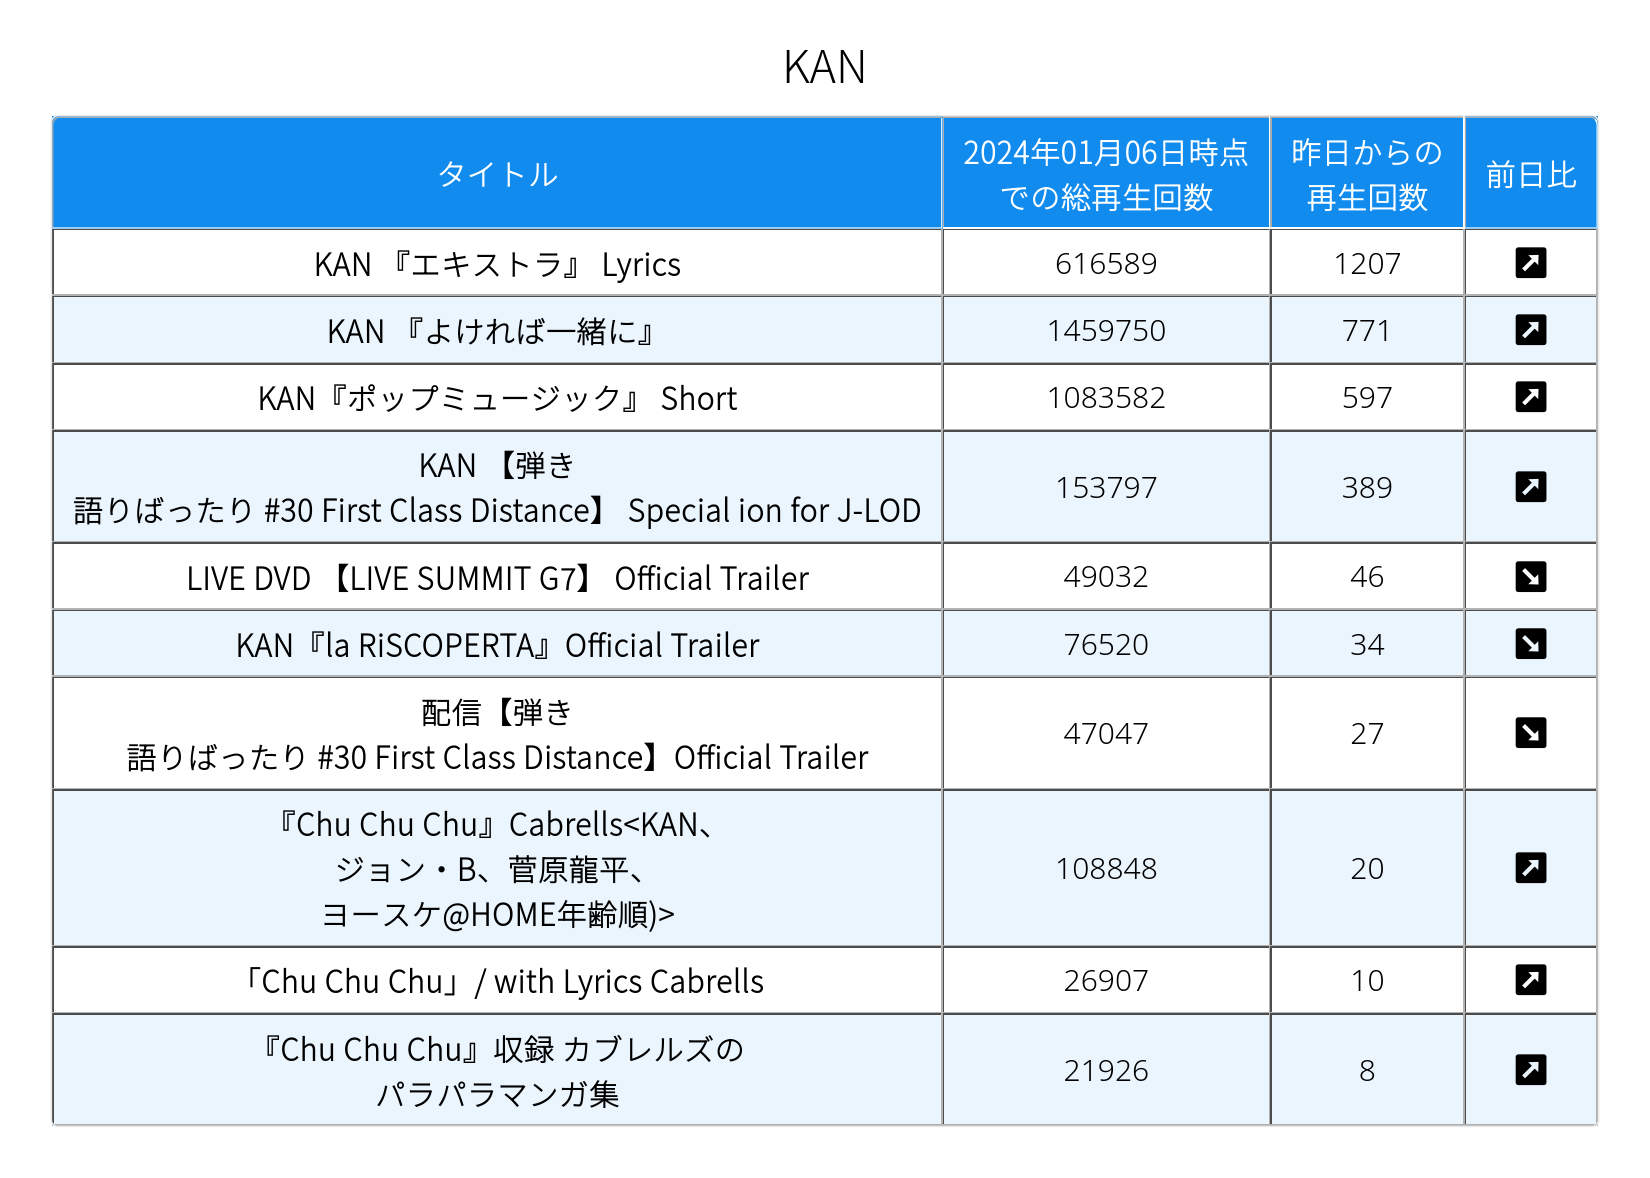 KAN
タイトル
2024年01月06日時点
での総再生回数
昨日からの
再生回数
前日比
KAN 『エキストラ』 Lyrics
616589
1207
KAN 『よければ一緒に』
1459750
771
KAN『ポップミュージック』 Short
1083582
597
KAN 【弾き
語りばったり #30 First Class Distance】 Special ion for J-LOD
153797
389
LIVE DVD 【LIVE SUMMIT G7】 Official Trailer
49032
46
KAN『la RiSCOPERTA』Official Trailer
76520
34
配信【弾き
語りばったり #30 First Class Distance】Official Trailer
47047
27
『Chu Chu Chu』Cabrells<KAN、
ジョン・B、菅原龍平、
ヨースケ@HOME年齢順)>
108848
20
「Chu Chu Chu」/ with Lyrics Cabrells
26907
10
『Chu Chu Chu』収録 カブレルズの
パラパラマンガ集
21926
8